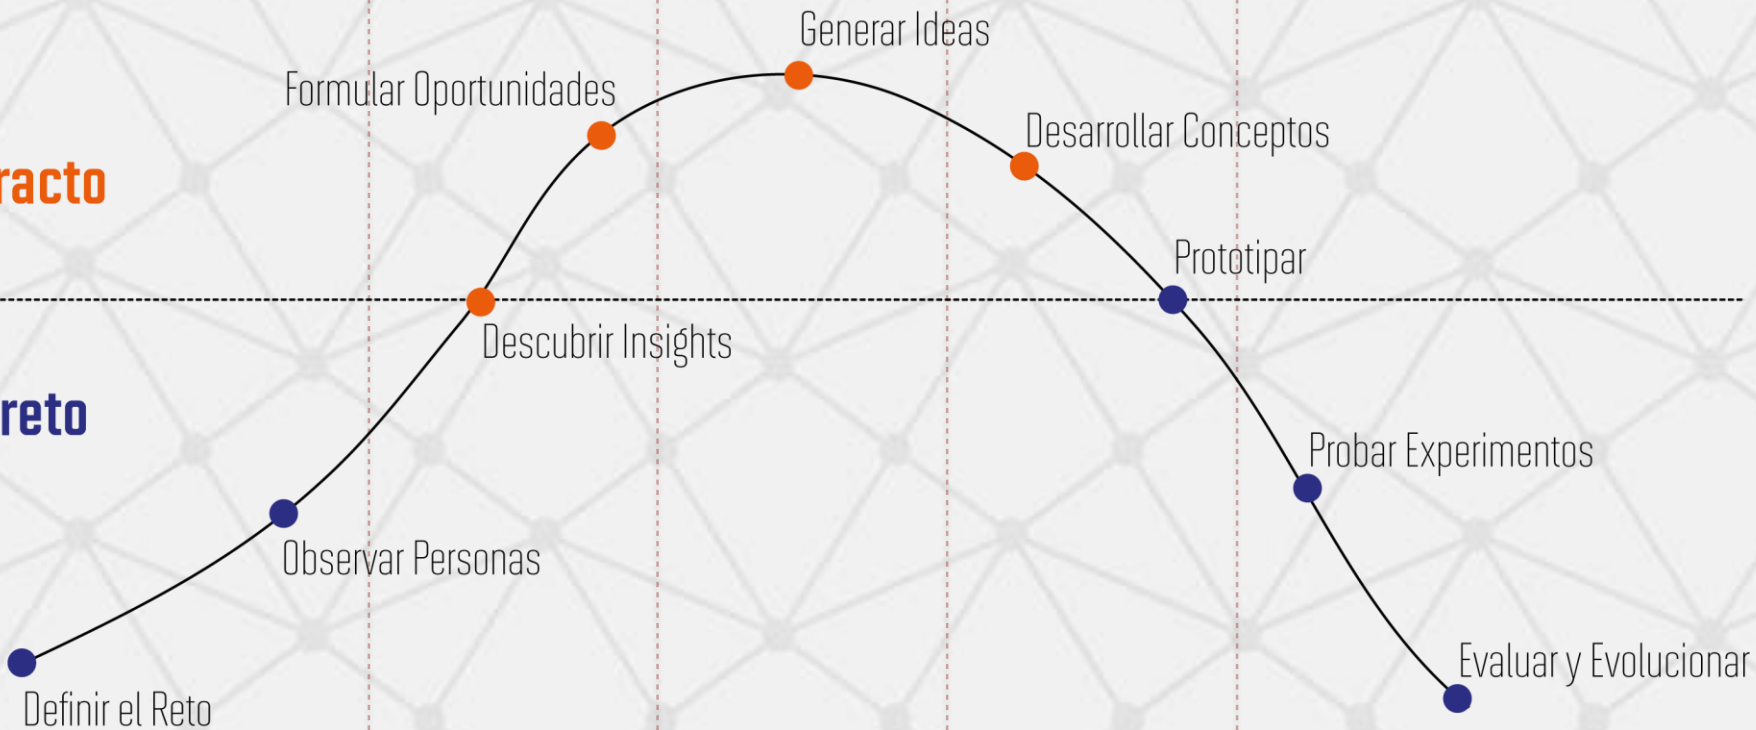 Generar Ideas
Formular Oportunidades
Desarrollar Conceptos
racto
Prototipar
Descubrir Insights
reto
Probar Experimentos
Observar Personas
Evaluar y Evolucionar
Definir el Reto